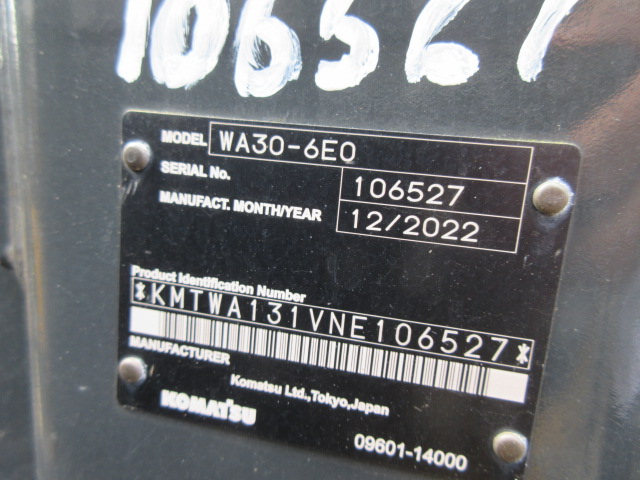 106527
MODEL WA30-6E0
SERIAL No. 106527
MANUFACT. MONTH/YEAR 12/2022
Product Identification Number
*KMTWA131VNE106527*
MANUFACTURER
Komatsu Ltd.,Tokyo,Japan
KOMATSU
09601-14000